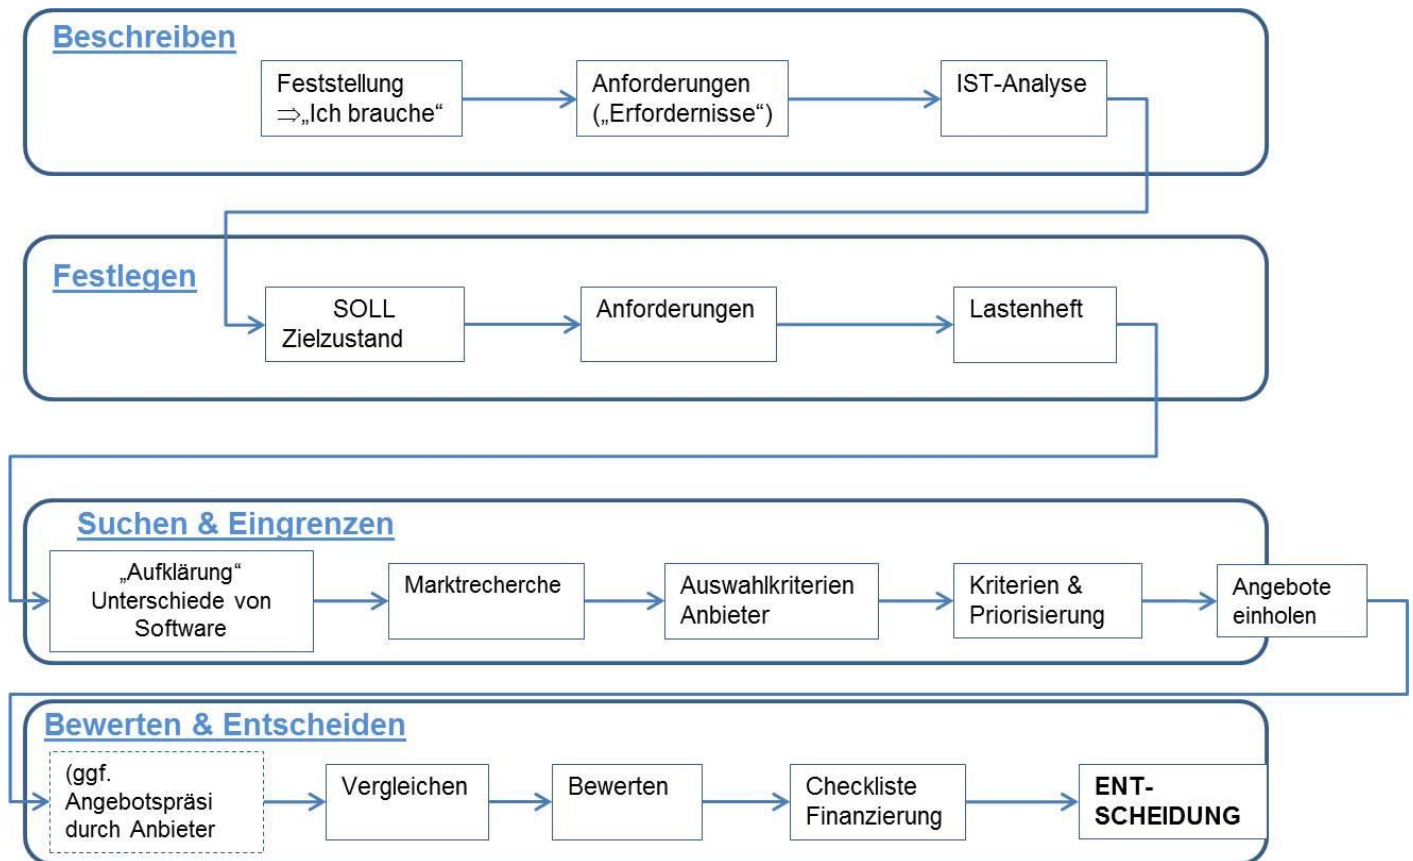 Beschreiben
Feststellung
⇒„Ich brauche“
Anforderungen
(„Erfordernisse“)
IST-Analyse
Festlegen
SOLL
Zielzustand
Anforderungen
Lastenheft
Suchen & Eingrenzen
„Aufklärung“
Unterschiede von
Software
Marktrecherche
Auswahlkriterien
Anbieter
Kriterien &
Priorisierung
Angebote
einholen
Bewerten & Entscheiden
(ggf.
Angebotspräsi
durch Anbieter
Vergleichen
Bewerten
Checkliste
Finanzierung
ENT-
SCHEIDUNG